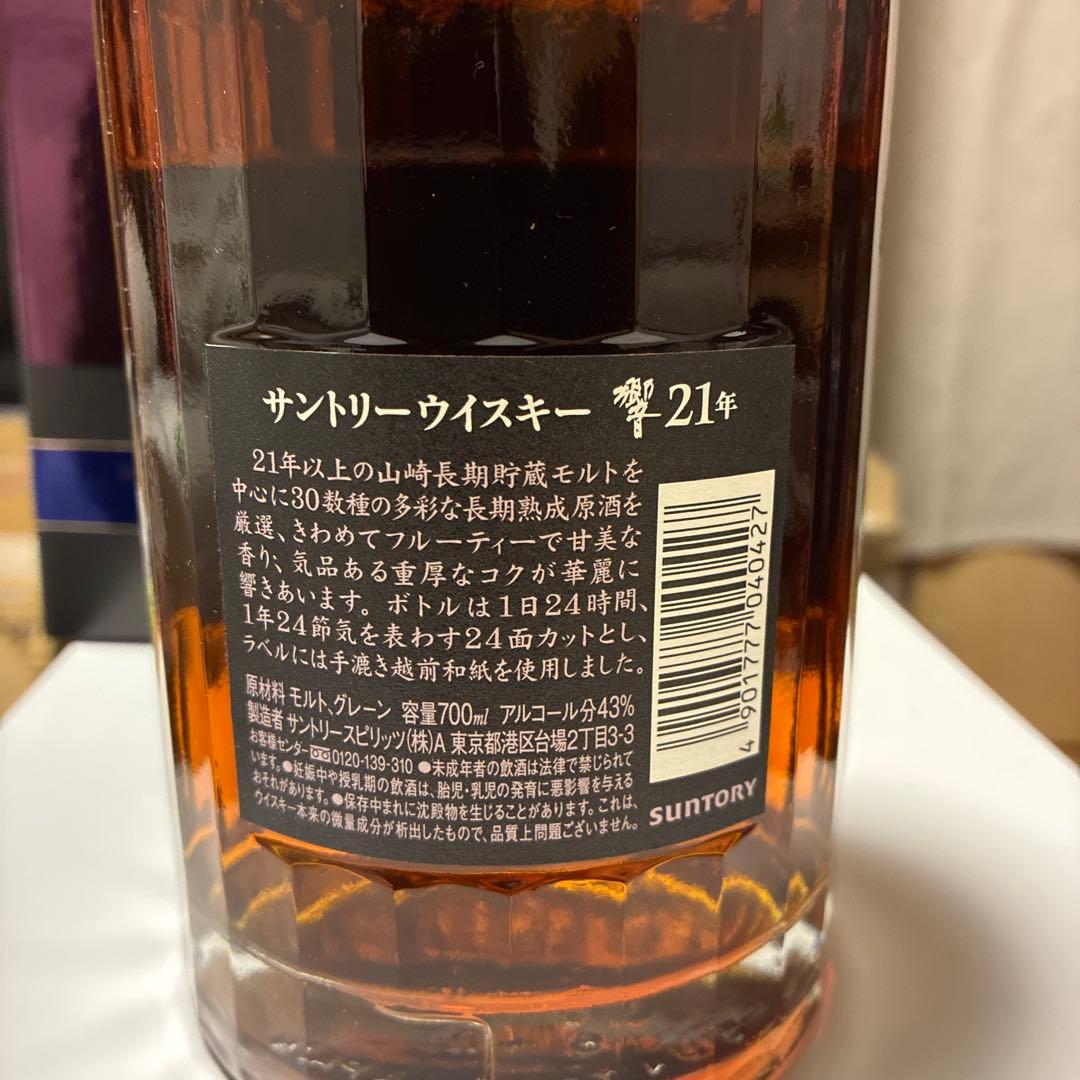 サントリーウイスキー 響 21年
21年以上の山崎長期貯蔵モルトを
中心に30数種の多彩な長期熟成原酒を
厳選、きわめてフルーティーで甘美な
香り、気品ある重厚なコクが華麗に
響きあいます。ボトルは1日24時間、
1年24節気を表わす24面カットとし、
ラベルには手漉き越前和紙を使用しました。
原材料 モルト、グレーン 容量700ml アルコール分43%
製造者 サントリースピリッツ(株)A 東京都港区台場2丁目3-3
お客様センター 0120-139-310 ●未成年者の飲酒は法律で禁じられて
います。●妊娠中や授乳期の飲酒は、胎児・乳児の発育に悪影響を与える
おそれがあります。●保存中まれに沈殿物を生じることがあります。これは、
ウイスキー本来の微量成分が析出したもので、品質上問題ございません。
4 901777 040427
SUNTORY